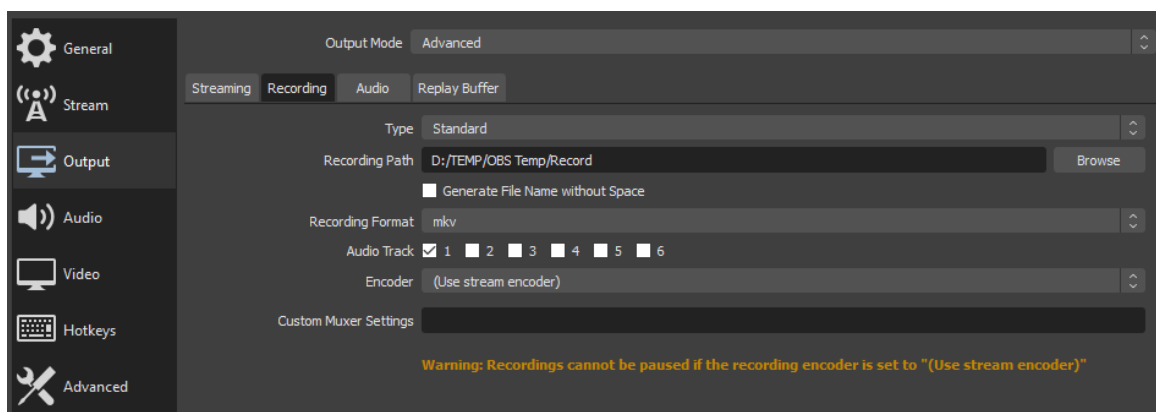 General
Stream
Output
Audio
Video
Hotkeys
Advanced
Output Mode Advanced
Streaming Recording Audio Replay Buffer
Type Standard
Recording Path D:/TEMP/OBS Temp/Record Browse
Generate File Name without Space
Recording Format mkv
Audio Track 1 2 3 4 5 6
Encoder (Use stream encoder)
Custom Muxer Settings
Warning: Recordings cannot be paused if the recording encoder is set to "(Use stream encoder)"